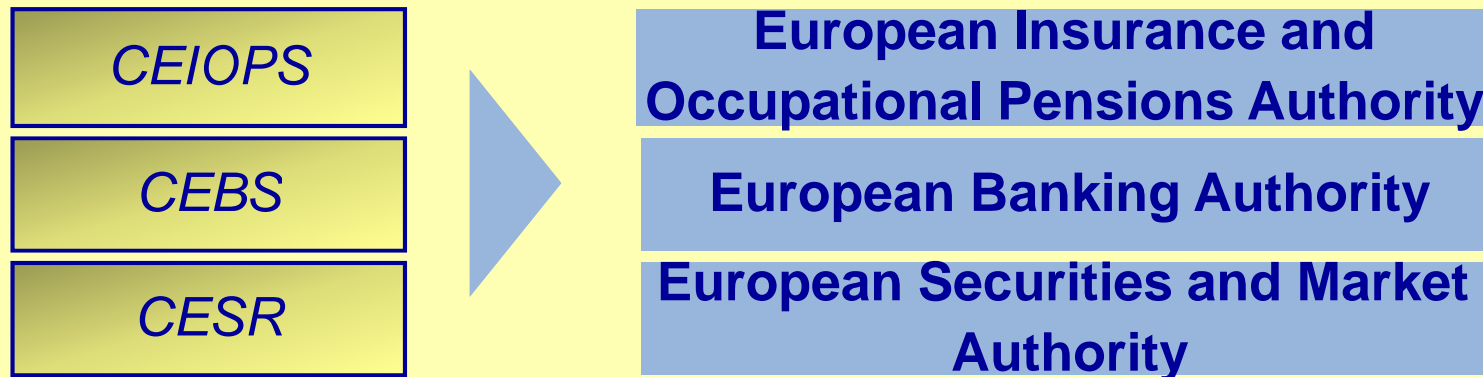 CEIOPS
European Insurance and
Occupational Pensions Authority
CEBS
European Banking Authority
CESR
European Securities and Market
Authority